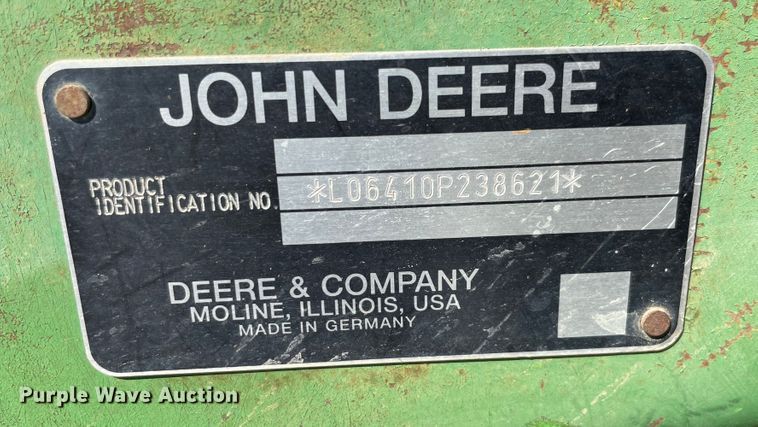 JOHN DEERE
PRODUCT
IDENTIFICATION NO.
*L06410P238621*
DEERE & COMPANY
MOLINE, ILLINOIS, USA
MADE IN GERMANY
Purple Wave Auction